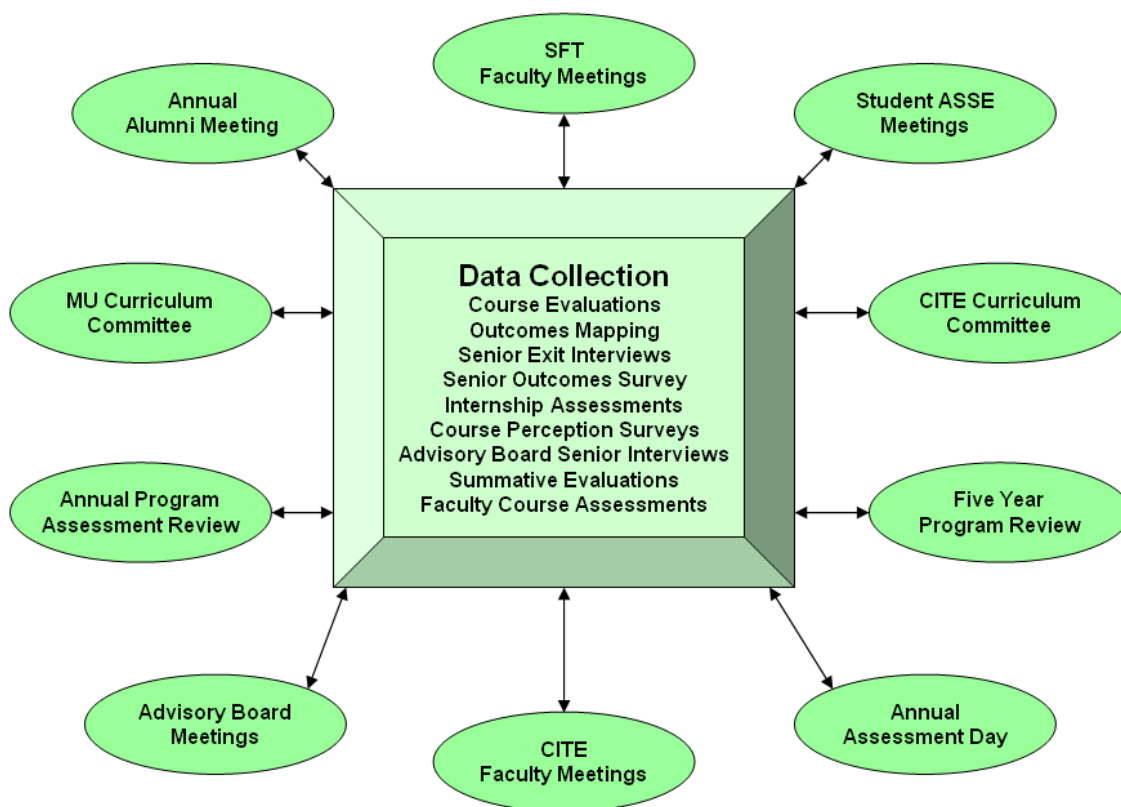 SFT
Faculty Meetings
Annual
Alumni Meeting
Student ASSE
Meetings
MU Curriculum
Committee
Data Collection
Course Evaluations
Outcomes Mapping
Senior Exit Interviews
Senior Outcomes Survey
Internship Assessments
Course Perception Surveys
Advisory Board Senior Interviews
Summative Evaluations
Faculty Course Assessments
CITE Curriculum
Committee
Annual Program
Assessment Review
Five Year
Program Review
Advisory Board
Meetings
CITE
Faculty Meetings
Annual
Assessment Day